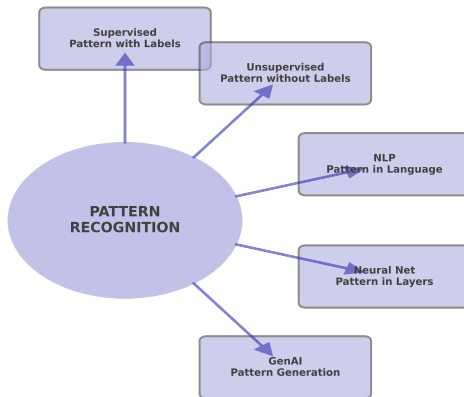 Supervised
Pattern with Labels
Unsupervised
Pattern without Labels
NLP
Pattern in Language
PATTERN
RECOGNITION
Neural Net
Pattern in Layers
GenAI
Pattern Generation